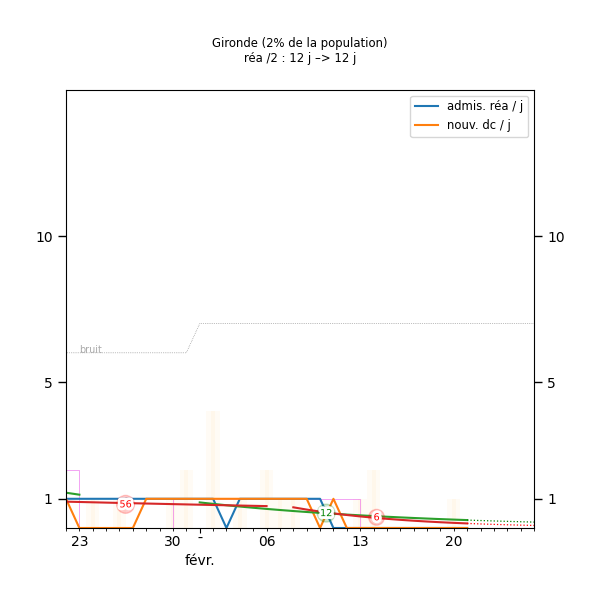 Gironde (2% de la population)
réa /2 : 12 j –> 12 j
admis. réa / j
nouv. dc / j
10
10
bruit
5
5
1
1
56
12
6
23
30
-
06
13
20
févr.